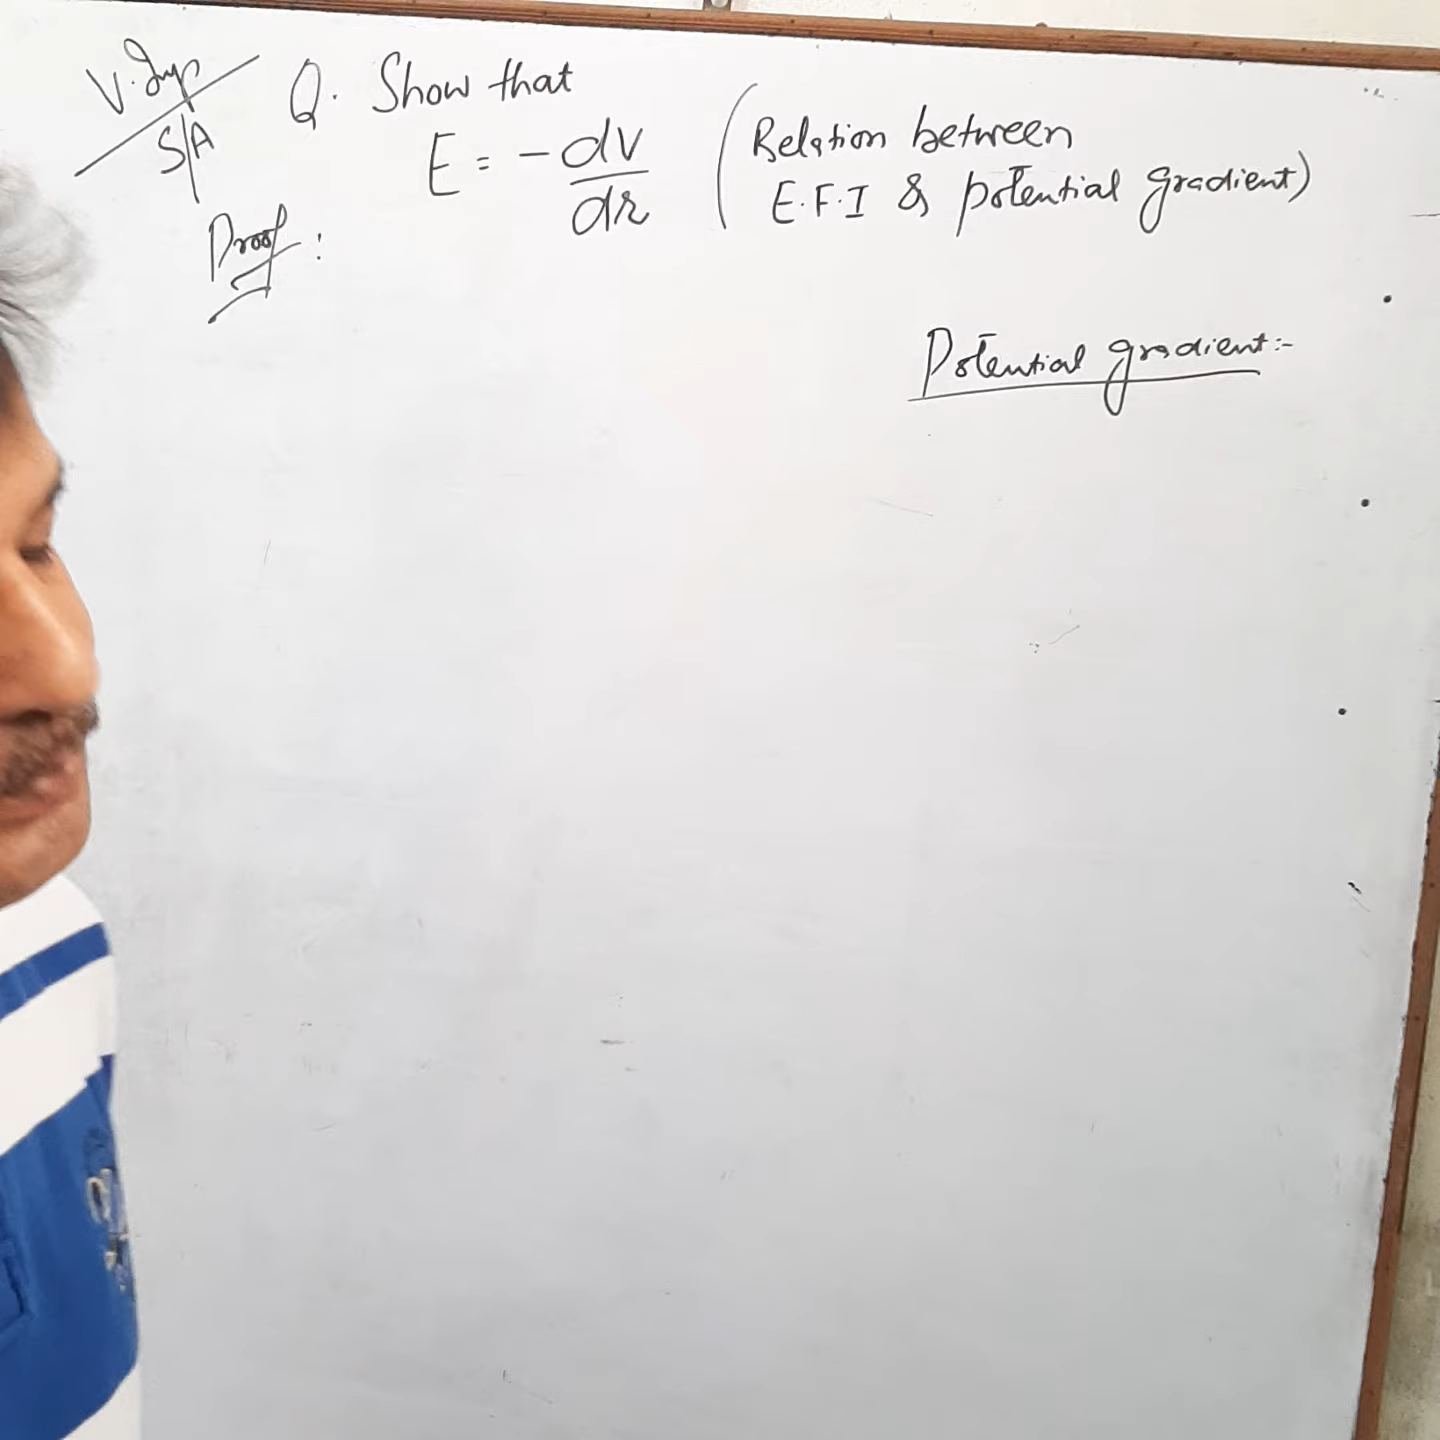 V. Imp
S/A
Q. Show that
E = - dV/dr
(Relation between
E.F.I & potential gradient)
Proof :
Potential gradient :-